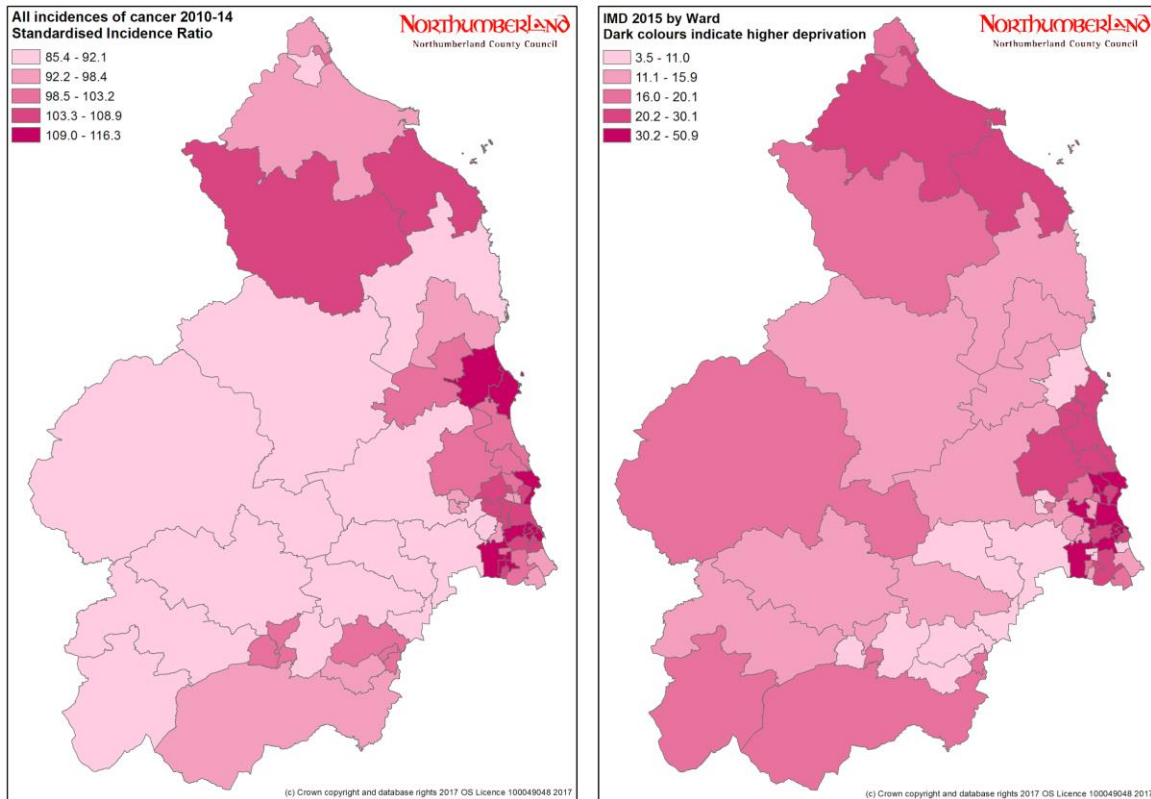 All incidences of cancer 2010-14
Standardised Incidence Ratio
85.4 - 92.1
92.2 - 98.4
98.5 - 103.2
103.3 - 108.9
109.0 - 116.3
NORTHUMBERLAND
Northumberland County Council
(c) Crown copyright and database rights 2017 OS Licence 100049048 2017
IMD 2015 by Ward
Dark colours indicate higher deprivation
3.5 - 11.0
11.1 - 15.9
16.0 - 20.1
20.2 - 30.1
30.2 - 50.9
NORTHUMBERLAND
Northumberland County Council
(c) Crown copyright and database rights 2017 OS Licence 100049048 2017